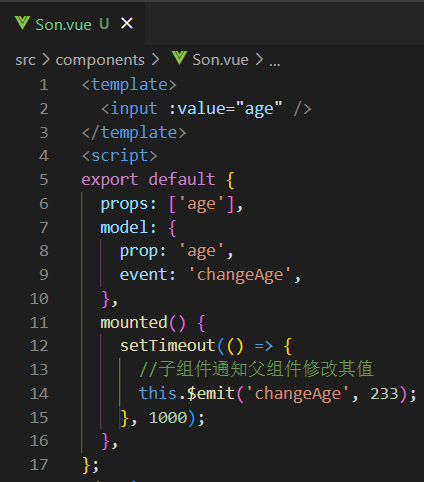 Son.vue U ×
src > components > Son.vue > ...
1 <template>
2   <input :value="age" />
3 </template>
4 <script>
5 export default {
6   props: ['age'],
7   model: {
8     prop: 'age',
9     event: 'changeAge',
10   },
11   mounted() {
12     setTimeout(() => {
13       //子组件通知父组件修改其值
14       this.$emit('changeAge', 233);
15     }, 1000);
16   },
17 };